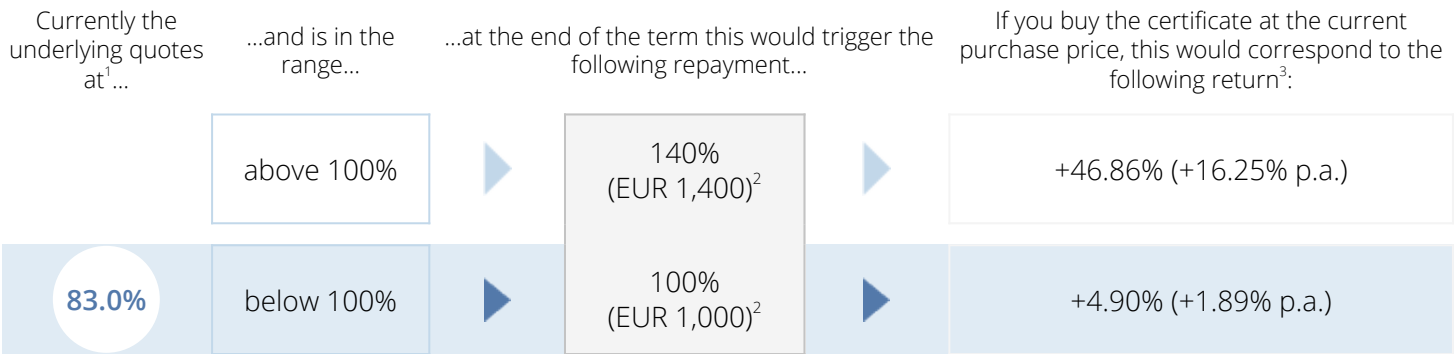 Currently the
underlying quotes
at¹...
...and is in the
range...
...at the end of the term this would trigger the
following repayment...
If you buy the certificate at the current
purchase price, this would correspond to the
following return³:
above 100%
140%
(EUR 1,400)²
+46.86% (+16.25% p.a.)
83.0%
below 100%
100%
(EUR 1,000)²
+4.90% (+1.89% p.a.)